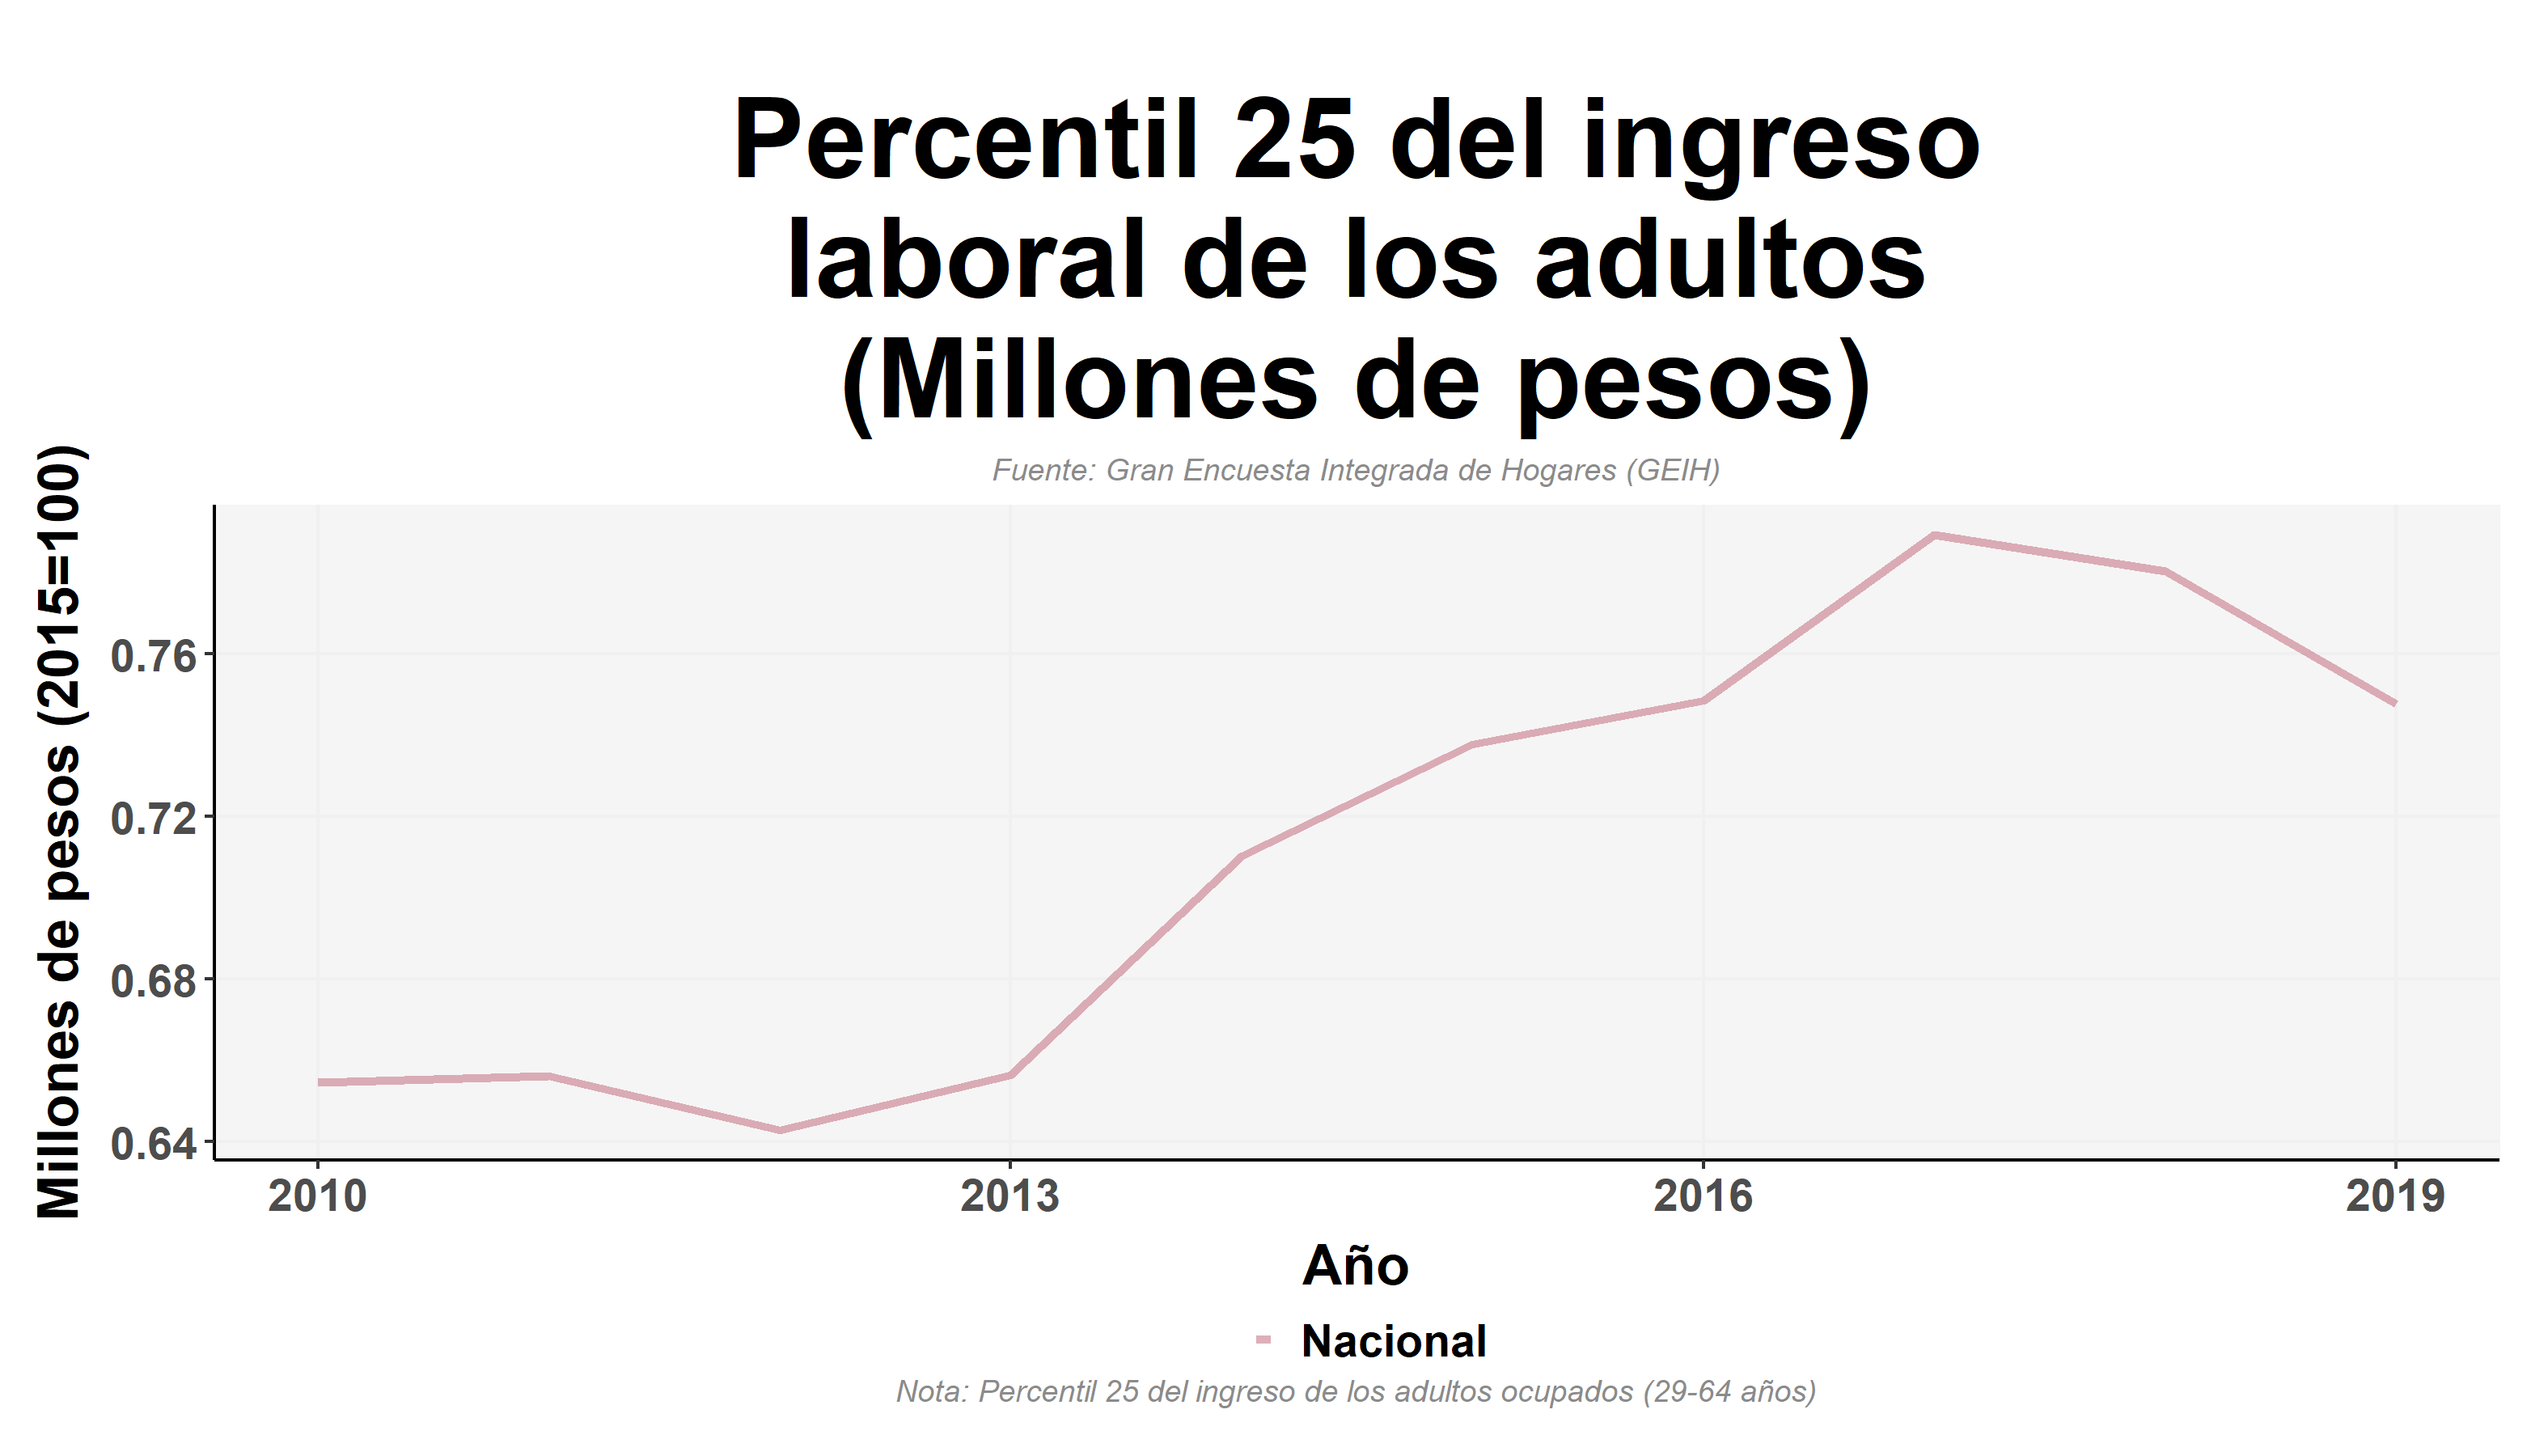 Percentil 25 del ingreso
laboral de los adultos
(Millones de pesos)
Fuente: Gran Encuesta Integrada de Hogares (GEIH)
Millones de pesos (2015=100)
0.76
0.72
0.68
0.64
2010 2013 2016 2019
Año
Nacional
Nota: Percentil 25 del ingreso de los adultos ocupados (29-64 años)